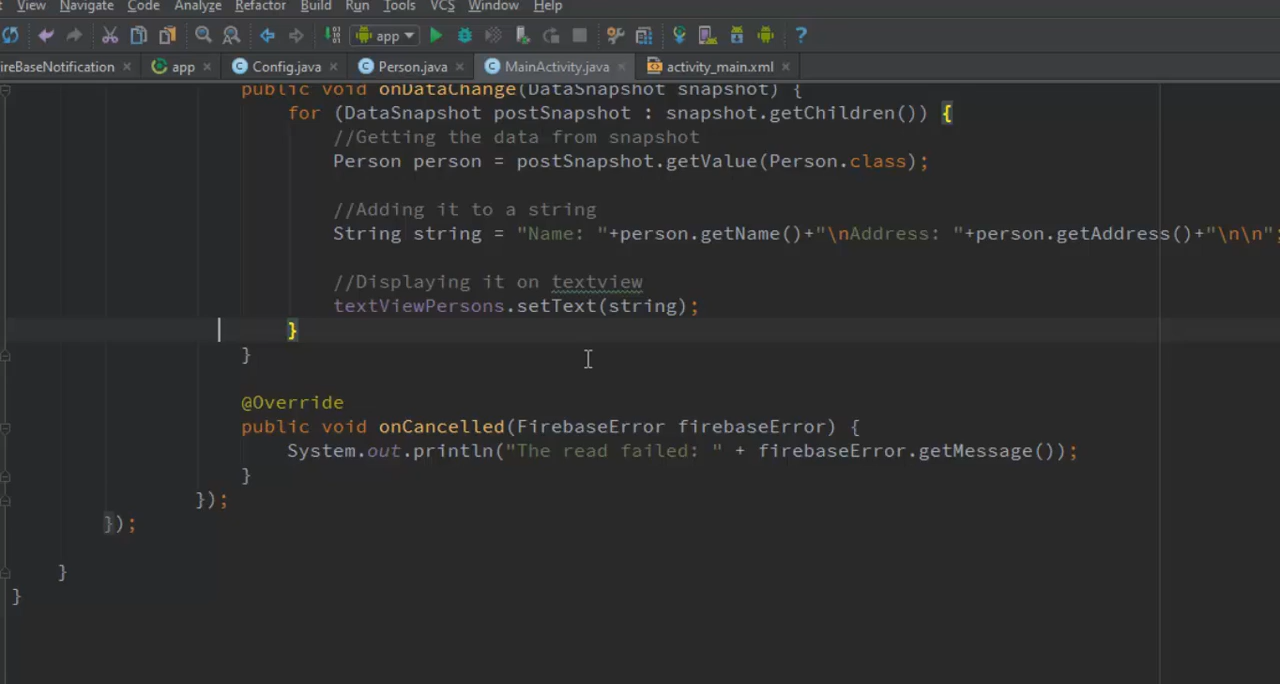 View Navigate Code Analyze Refactor Build Run Tools VCS Window Help
app
ireBaseNotification app Config.java Person.java MainActivity.java activity_main.xml
public void onDataChange(DataSnapshot snapshot) {
for (DataSnapshot postSnapshot : snapshot.getChildren()) {
//Getting the data from snapshot
Person person = postSnapshot.getValue(Person.class);
//Adding it to a string
String string = "Name: "+person.getName()+"\nAddress: "+person.getAddress()+"\n\n";
//Displaying it on textview
textViewPersons.setText(string);
}
}
@Override
public void onCancelled(FirebaseError firebaseError) {
System.out.println("The read failed: " + firebaseError.getMessage());
}
});
});
}
}